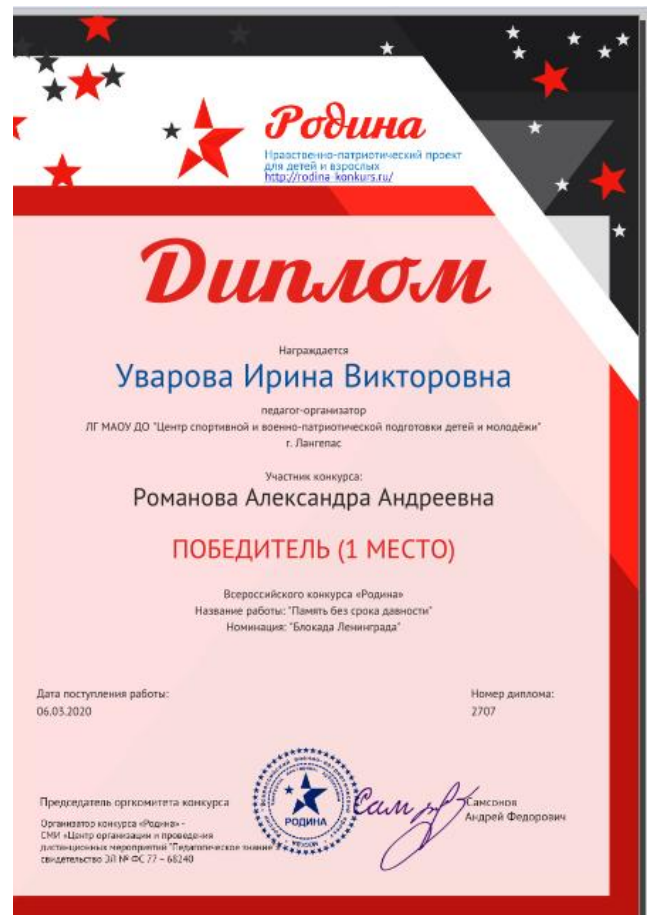 Родина
Нравственно-патриотический проект
для детей и взрослых
http://rodina-konkurs.ru/
Диплом
Награждается
Уварова Ирина Викторовна
педагог-организатор
ЛГ МАОУ ДО "Центр спортивной и военно-патриотической подготовки детей и молодёжи"
г. Лангепас
Участник конкурса:
Романова Александра Андреевна
ПОБЕДИТЕЛЬ (1 МЕСТО)
Всероссийского конкурса «Родина»
Название работы: "Память без срока давности"
Номинация: "Блокада Ленинграда"
Дата поступления работы:
06.03.2020
Номер диплома:
2707
Председатель оргкомитета конкурса
Организатор конкурса «Родина» -
СМИ «Центр организации и проведения
дистанционных мероприятий "Педагогическое знание
свидетельство ЭЛ № ФС 77 – 68240
РОДИНА
Самсонов
Андрей Федорович